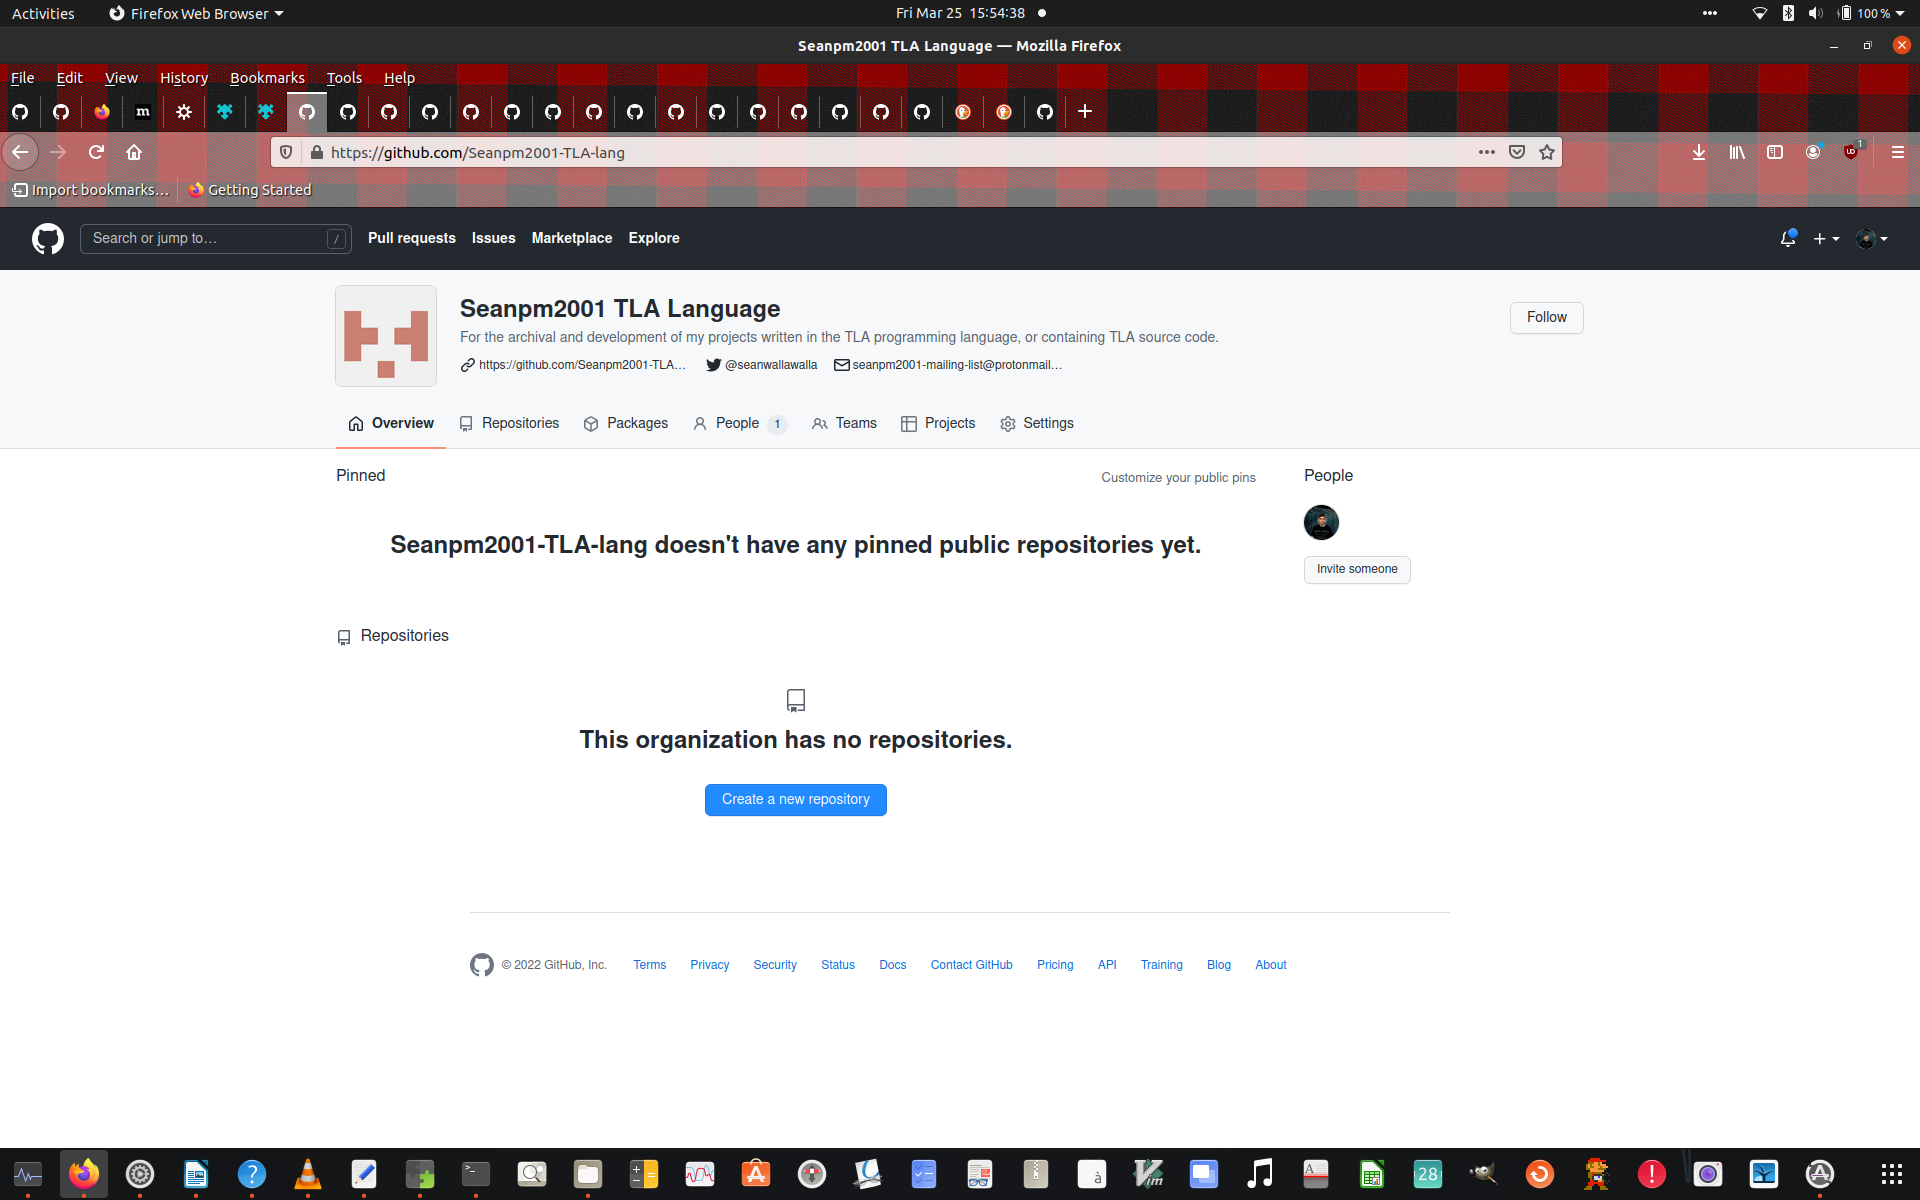 Activities Firefox Web Browser Fri Mar 25 15:54:38 100 %
Seanpm2001 TLA Language — Mozilla Firefox
File Edit View History Bookmarks Tools Help
m
https://github.com/Seanpm2001-TLA-lang 1
Import bookmarks… Getting Started
Search or jump to… / Pull requests Issues Marketplace Explore
Seanpm2001 TLA Language
Follow
For the archival and development of my projects written in the TLA programming language, or containing TLA source code.
https://github.com/Seanpm2001-TLA… @seanwallawalla seanpm2001-mailing-list@protonmail…
Overview Repositories Packages People 1 Teams Projects Settings
Pinned Customize your public pins People
Seanpm2001-TLA-lang doesn't have any pinned public repositories yet.
Invite someone
Repositories
This organization has no repositories.
Create a new repository
© 2022 GitHub, Inc. Terms Privacy Security Status Docs Contact GitHub Pricing API Training Blog About
28